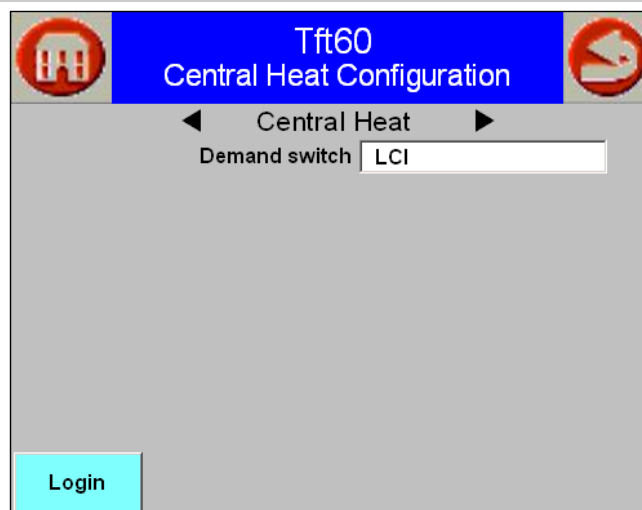 Tft60
Central Heat Configuration
◄ Central Heat ►
Demand switch LCI
Login